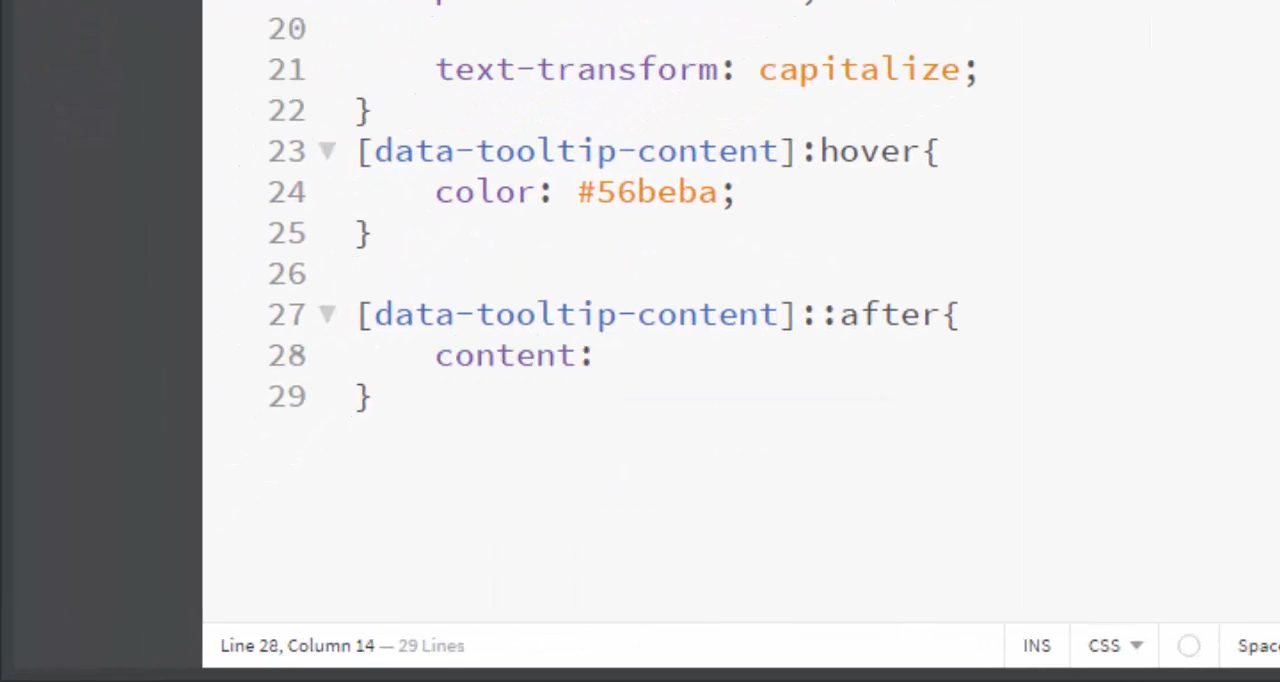 20
21 text-transform: capitalize;
22 }
23 [data-tooltip-content]:hover{
24 color: #56beba;
25 }
26
27 [data-tooltip-content]::after{
28 content:
29 }
Line 28, Column 14 — 29 Lines INS CSS